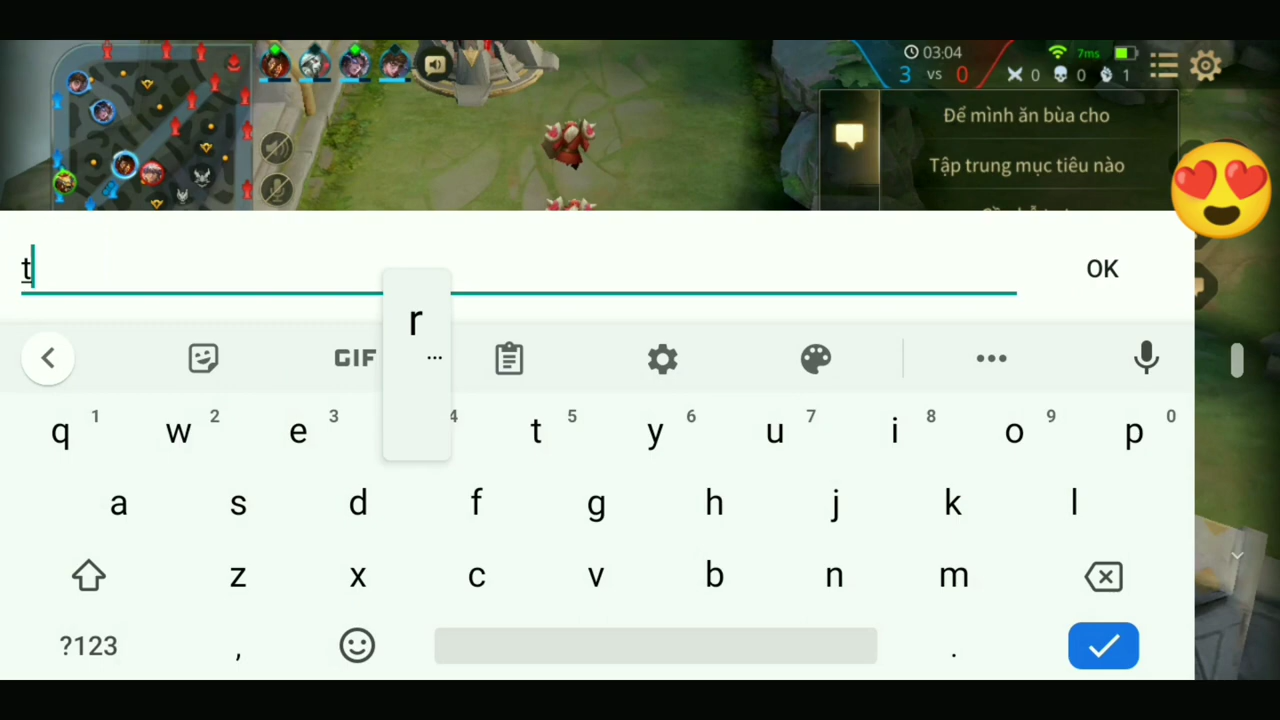 03:04
7ms
3 vs 0
0
0
1
Để mình ăn bùa cho
Tập trung mục tiêu nào
t
OK
r
...
GIF
q 1 w 2 e 3 4 t 5 y 6 u 7 i 8 o 9 p 0
a s d f g h j k l
z x c v b n m
?123 , .